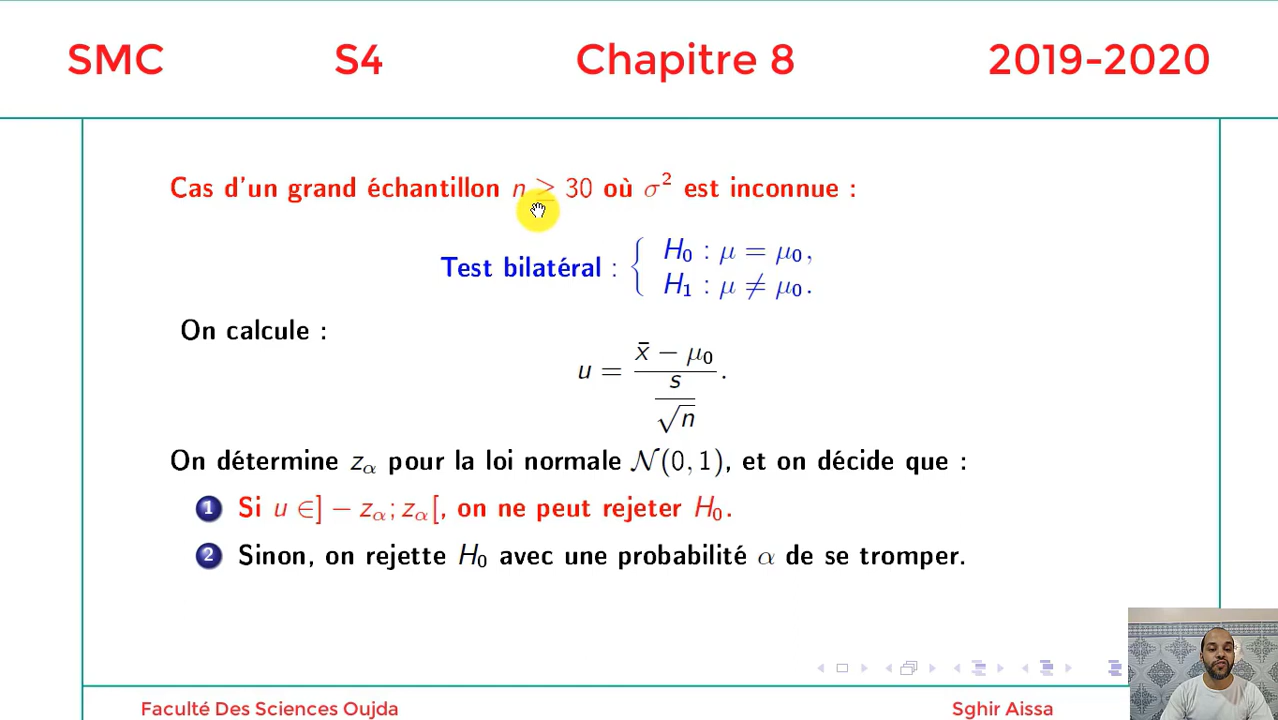 SMC S4 Chapitre 8 2019-2020
Cas d'un grand échantillon n ≥ 30 où σ² est inconnue :
Test bilatéral : { H₀ : μ = μ₀,
H₁ : μ ≠ μ₀.
On calcule :
u = (x̄ − μ₀) / (s / √n).
On détermine z_α pour la loi normale N(0, 1), et on décide que :
1 Si u ∈] − z_α; z_α[, on ne peut rejeter H₀.
2 Sinon, on rejette H₀ avec une probabilité α de se tromper.
Faculté Des Sciences Oujda Sghir Aissa